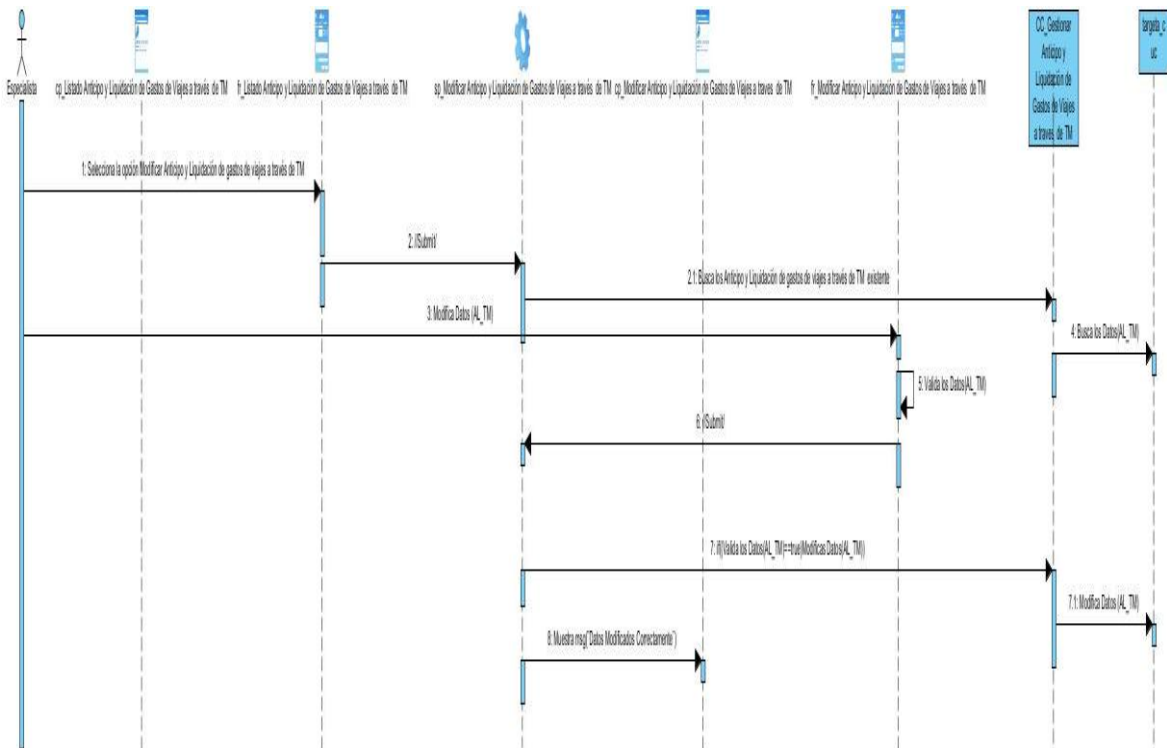 CC_Gestionar
Anticipo y
Liquidación de
Gastos de Viajes
a través de TM
targeta_c
uc
Especialista
cp_Listado Anticipo y Liquidación de Gastos de Viajes a través de TM
fr_Listado Anticipo y Liquidación de Gastos de Viajes a través de TM
sp_Modificar Anticipo y Liquidación de Gastos de Viajes a través de TM
cp_Modificar Anticipo y Liquidación de Gastos de Viajes a través de TM
fr_Modificar Anticipo y Liquidación de Gastos de Viajes a través de TM
1: Selecciona la opción Modificar Anticipo y Liquidación de gastos de viajes a través de TM
2: //Submit/
2.1: Busca los Anticipo y Liquidación de gastos de viajes a través de TM existente
3: Modifica Datos (AL_TM)
4: Busca los Datos(AL_TM)
5: Valida los Datos(AL_TM)
6: //Submit/
7: if((Valida los Datos(AL_TM)==true)Modificas Datos(AL_TM))
7.1: Modifica Datos (AL_TM)
8: Muestra msg("Datos Modificados Correctamente")